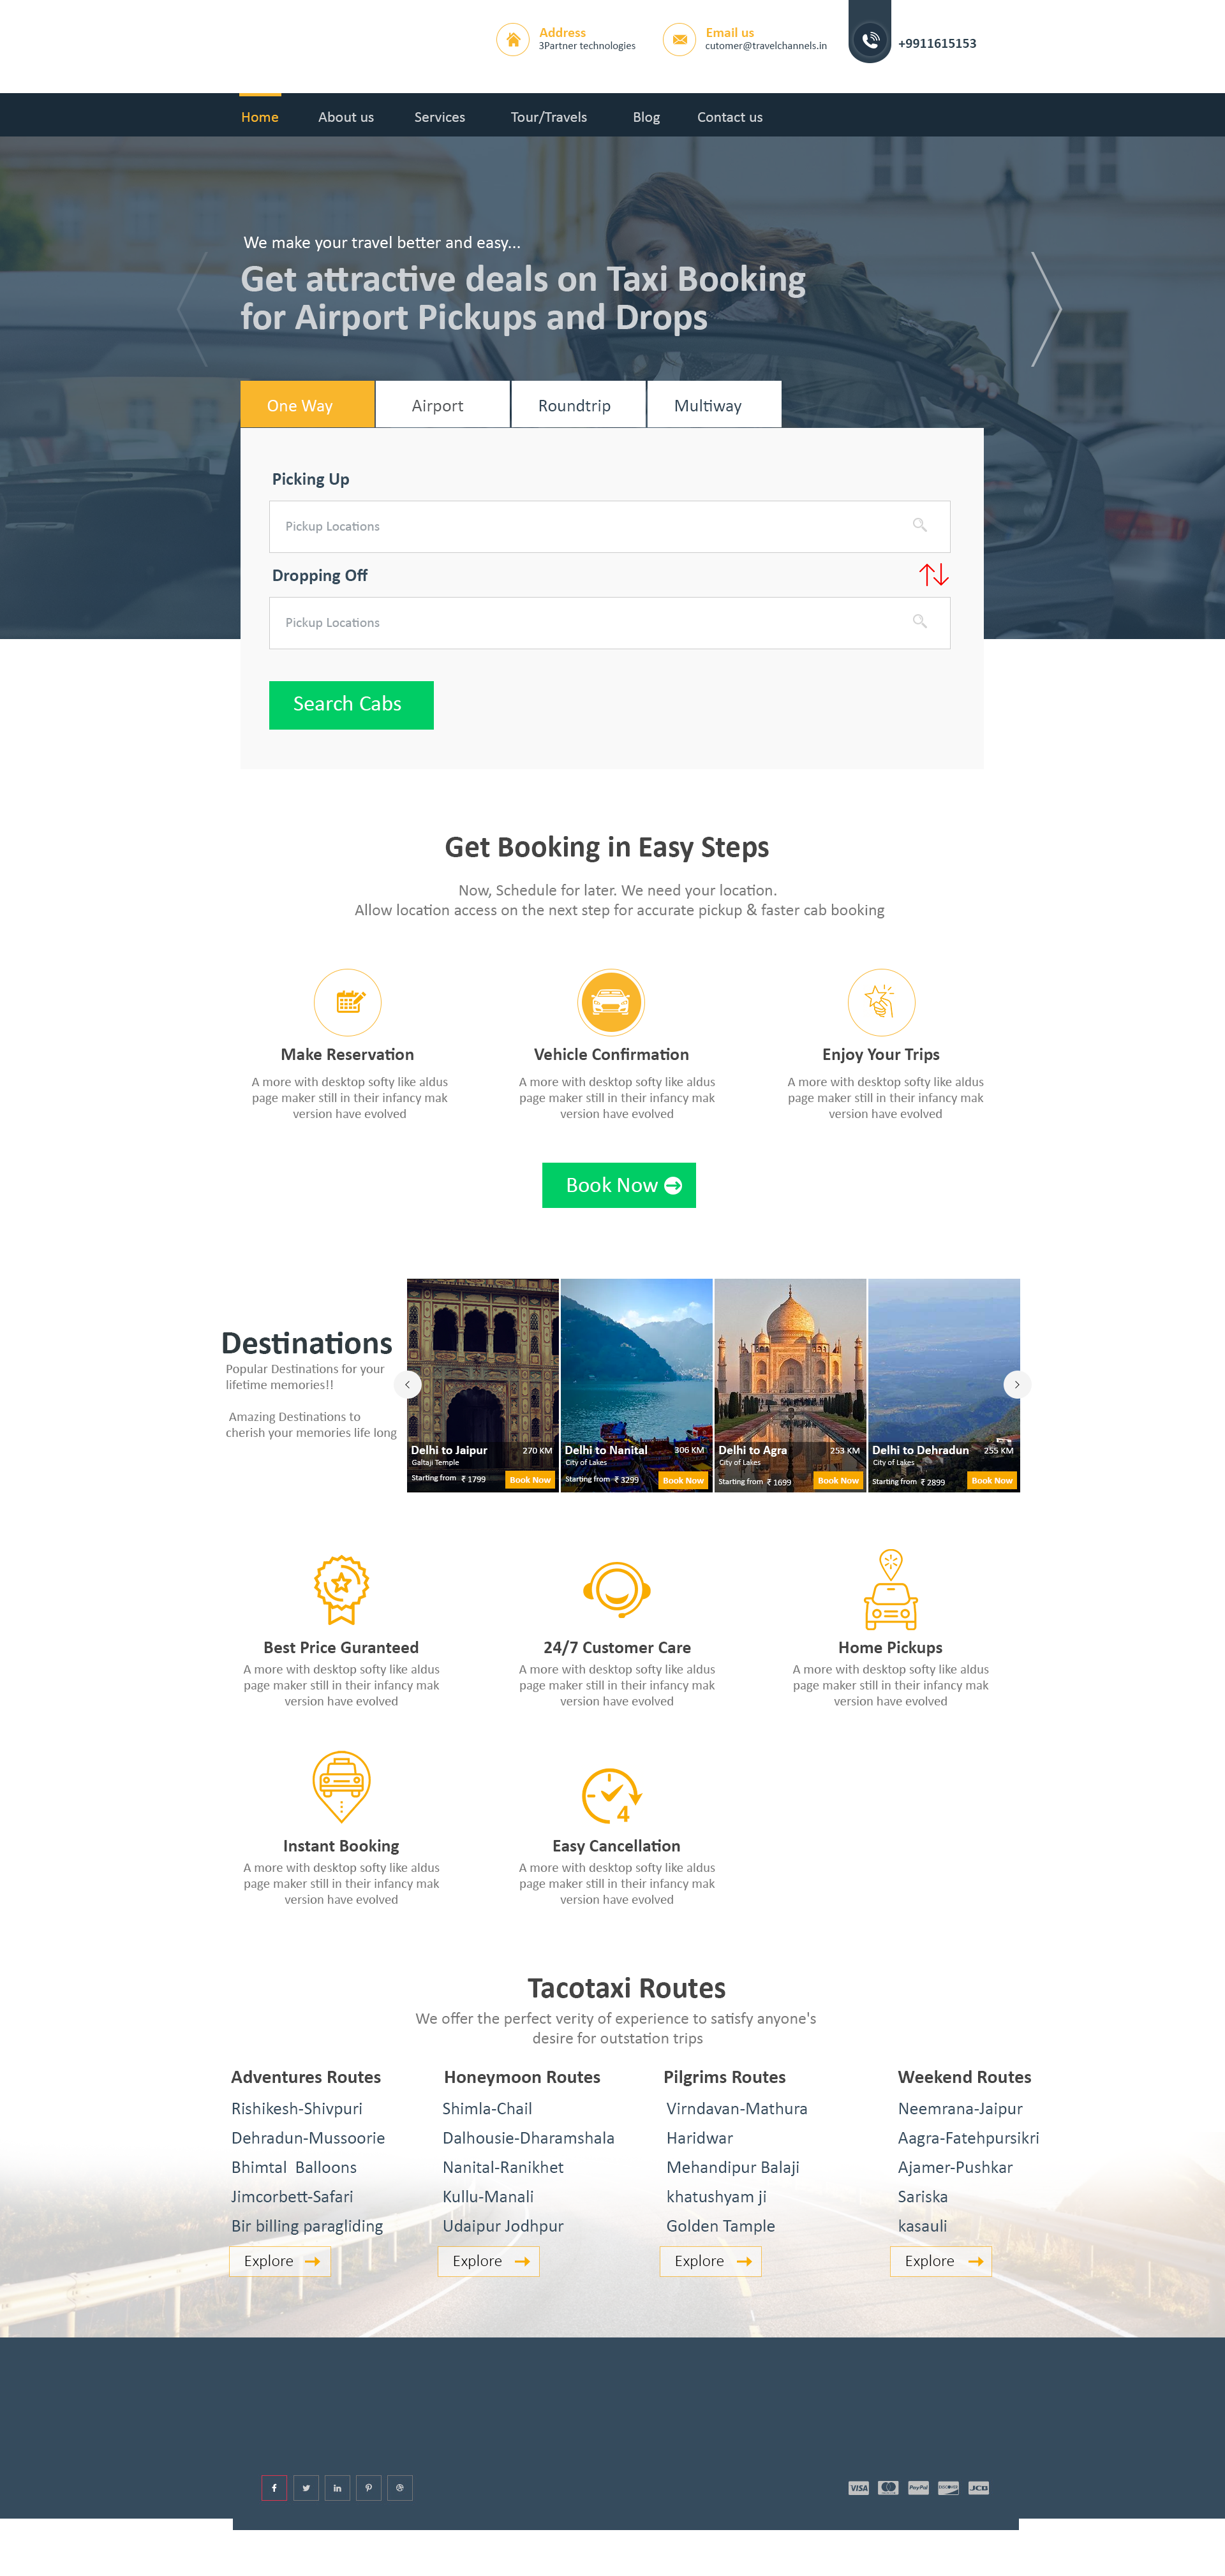 Address
3Partner technologies
Email us
cutomer@travelchannels.in
+9911615153
Home About us Services Tour/Travels Blog Contact us
We make your travel better and easy...
Get attractive deals on Taxi Booking
for Airport Pickups and Drops
One Way Airport Roundtrip Multiway
Picking Up
Pickup Locations
Dropping Off
Pickup Locations
Search Cabs
Get Booking in Easy Steps
Now, Schedule for later. We need your location.
Allow location access on the next step for accurate pickup & faster cab booking
Make Reservation
A more with desktop softy like aldus
page maker still in their infancy mak
version have evolved
Vehicle Confirmation
A more with desktop softy like aldus
page maker still in their infancy mak
version have evolved
Enjoy Your Trips
A more with desktop softy like aldus
page maker still in their infancy mak
version have evolved
Book Now
Destinations
Popular Destinations for your
lifetime memories!!
Amazing Destinations to
cherish your memories life long
Delhi to Jaipur 270 KM
Galtaji Temple
Starting from ₹ 1799 Book Now
Delhi to Nanital 306 KM
City of Lakes
Starting from ₹ 3299 Book Now
Delhi to Agra 253 KM
City of Lakes
Starting from ₹ 1699 Book Now
Delhi to Dehradun 255 KM
City of Lakes
Starting from ₹ 2899 Book Now
Best Price Guranteed
A more with desktop softy like aldus
page maker still in their infancy mak
version have evolved
24/7 Customer Care
A more with desktop softy like aldus
page maker still in their infancy mak
version have evolved
Home Pickups
A more with desktop softy like aldus
page maker still in their infancy mak
version have evolved
Instant Booking
A more with desktop softy like aldus
page maker still in their infancy mak
version have evolved
4
Easy Cancellation
A more with desktop softy like aldus
page maker still in their infancy mak
version have evolved
Tacotaxi Routes
We offer the perfect verity of experience to satisfy anyone's
desire for outstation trips
Adventures Routes
Rishikesh-Shivpuri
Dehradun-Mussoorie
Bhimtal Balloons
Jimcorbett-Safari
Bir billing paragliding
Explore
Honeymoon Routes
Shimla-Chail
Dalhousie-Dharamshala
Nanital-Ranikhet
Kullu-Manali
Udaipur Jodhpur
Explore
Pilgrims Routes
Virndavan-Mathura
Haridwar
Mehandipur Balaji
khatushyam ji
Golden Tample
Explore
Weekend Routes
Neemrana-Jaipur
Aagra-Fatehpursikri
Ajamer-Pushkar
Sariska
kasauli
Explore
VISA PayPal DISCOVER JCB